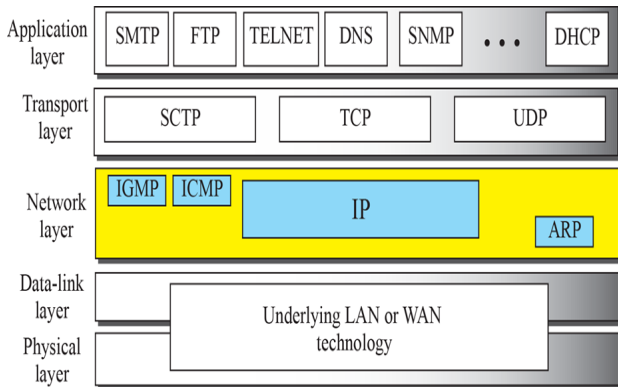 Application
layer
SMTP FTP TELNET DNS SNMP ... DHCP
Transport
layer
SCTP TCP UDP
Network
layer
IGMP ICMP IP ARP
Data-link
layer
Physical
layer
Underlying LAN or WAN
technology